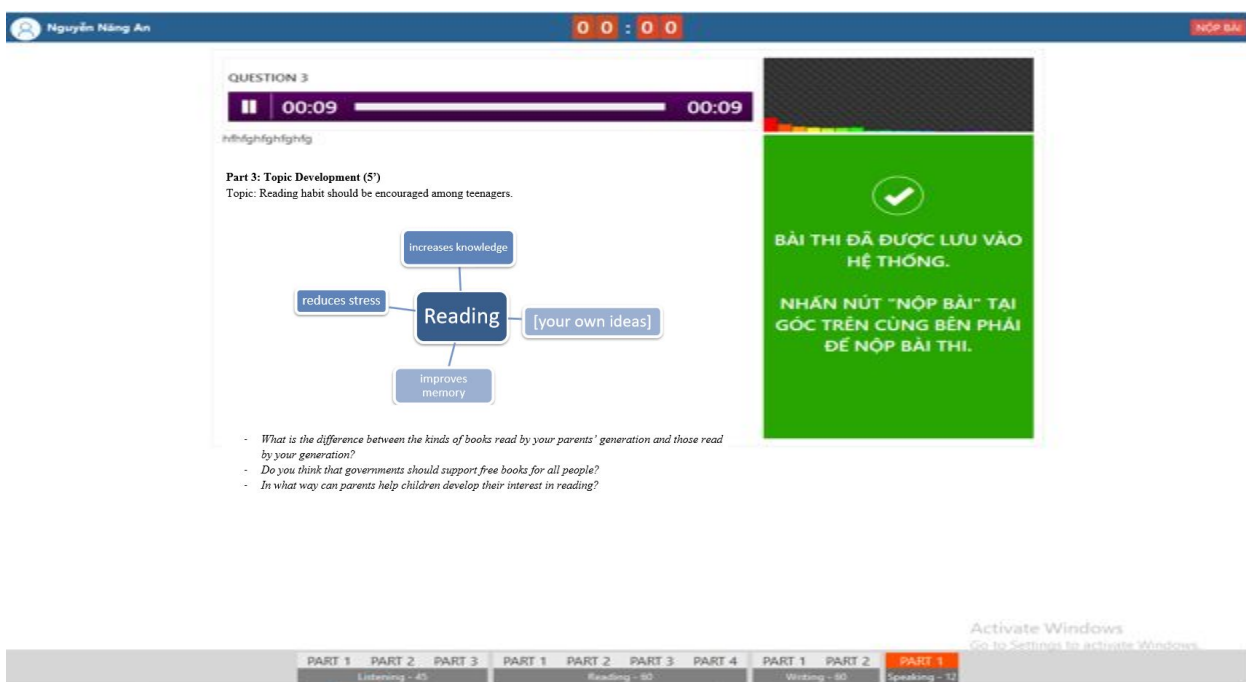 Nguyễn Năng An
00:00
NỘP BÀI
QUESTION 3
00:09
00:09
Part 3: Topic Development (5’)
Topic: Reading habit should be encouraged among teenagers.
increases knowledge
reduces stress
Reading
[your own ideas]
improves
memory
BÀI THI ĐÃ ĐƯỢC LƯU VÀO
HỆ THỐNG.
NHẤN NÚT "NỘP BÀI" TẠI
GÓC TRÊN CÙNG BÊN PHẢI
ĐỂ NỘP BÀI THI.
- What is the difference between the kinds of books read by your parents’ generation and those read
by your generation?
- Do you think that governments should support free books for all people?
- In what way can parents help children develop their interest in reading?
Activate Windows
Go to Settings to activate Windows.
PART 1 PART 2 PART 3 PART 1 PART 2 PART 3 PART 4 PART 1 PART 2 PART 1
Listening - 45 Reading - 60 Writing - 60 Speaking - 12